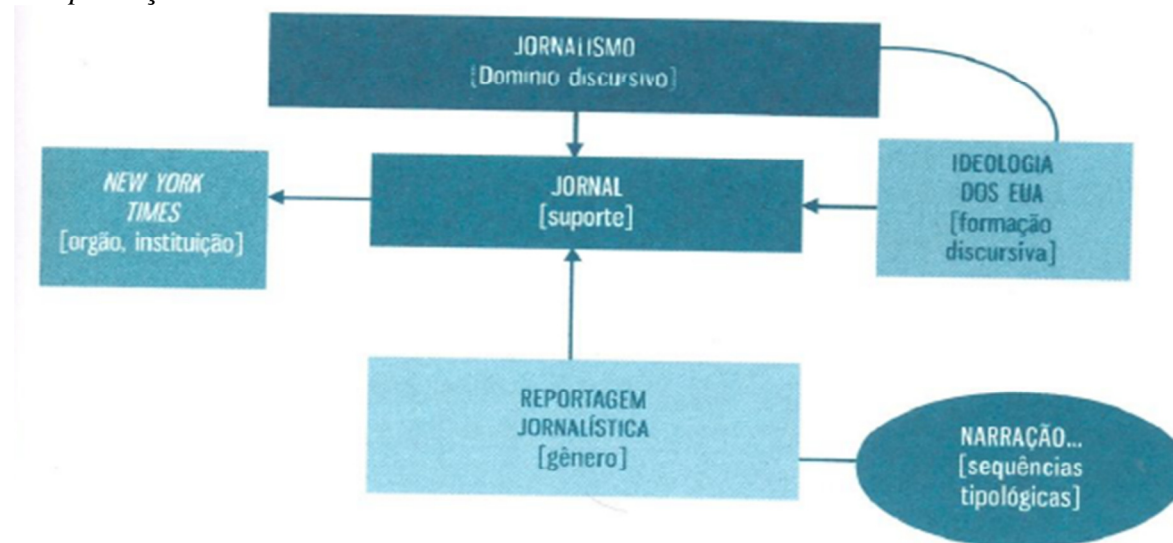 JORNALISMO
[Domínio discursivo]
NEW YORK
TIMES
[orgão, instituição]
JORNAL
[suporte]
IDEOLOGIA
DOS EUA
[formação
discursiva]
REPORTAGEM
JORNALÍSTICA
[gênero]
NARRAÇÃO...
[sequências
tipológicas]